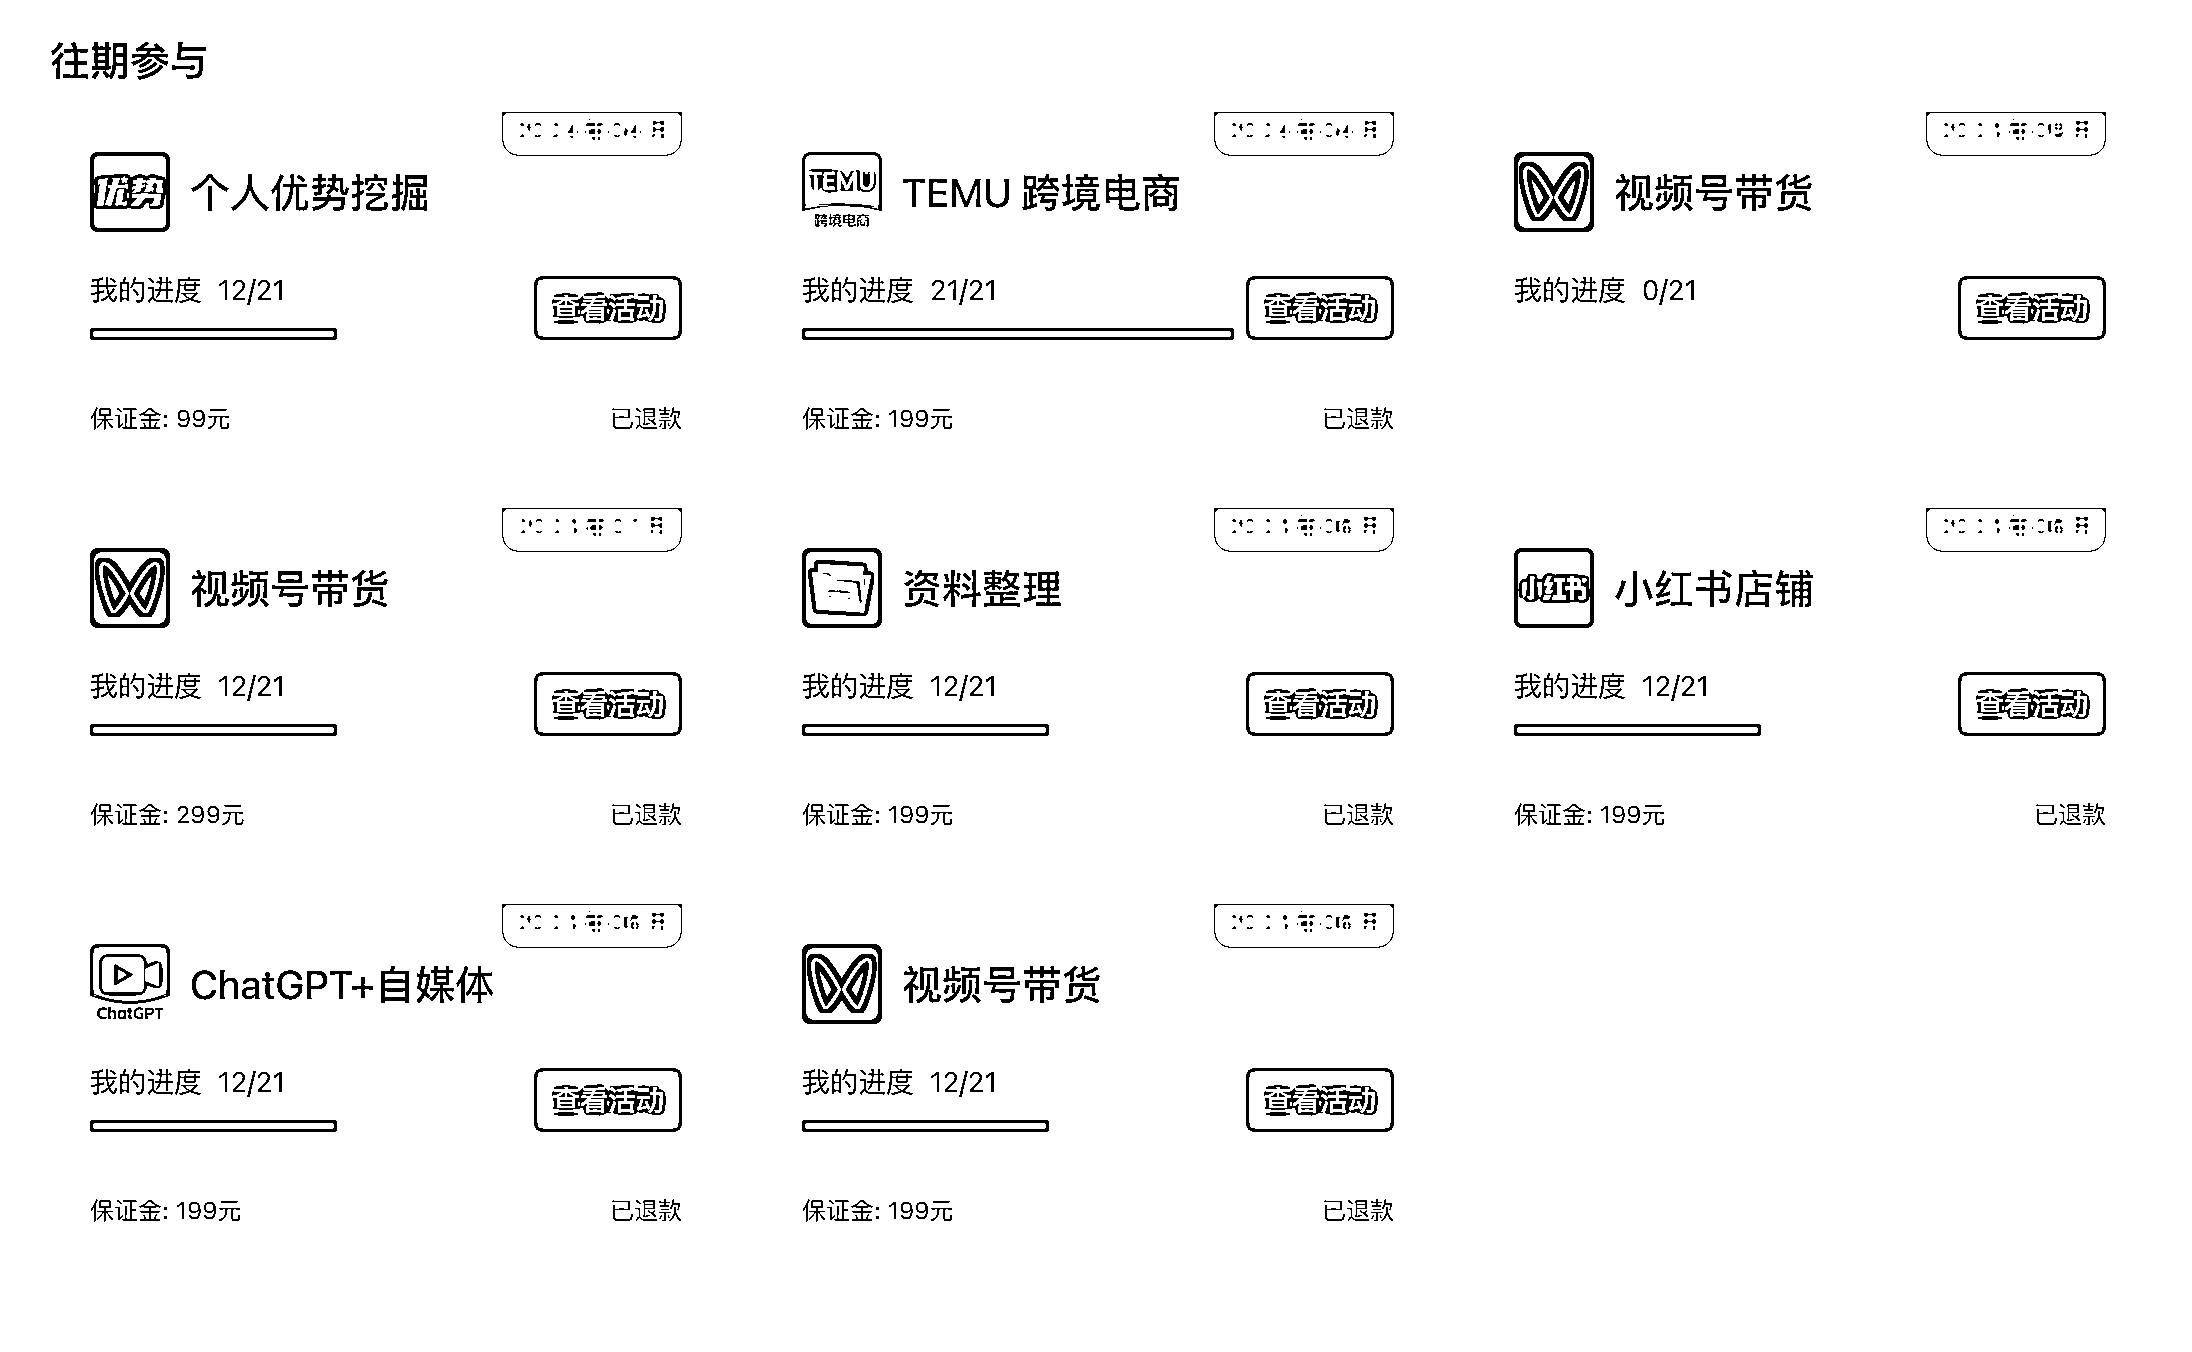 往期参与
优势
个人优势挖掘
我的进度 12/21
查看活动
保证金: 99元
已退款
TEMU
跨境电商
TEMU 跨境电商
我的进度 21/21
查看活动
保证金: 199元
已退款
视频号带货
我的进度 0/21
查看活动
视频号带货
我的进度 12/21
查看活动
保证金: 299元
已退款
资料整理
我的进度 12/21
查看活动
保证金: 199元
已退款
小红书
小红书店铺
我的进度 12/21
查看活动
保证金: 199元
已退款
ChatGPT
ChatGPT+自媒体
我的进度 12/21
查看活动
保证金: 199元
已退款
视频号带货
我的进度 12/21
查看活动
保证金: 199元
已退款